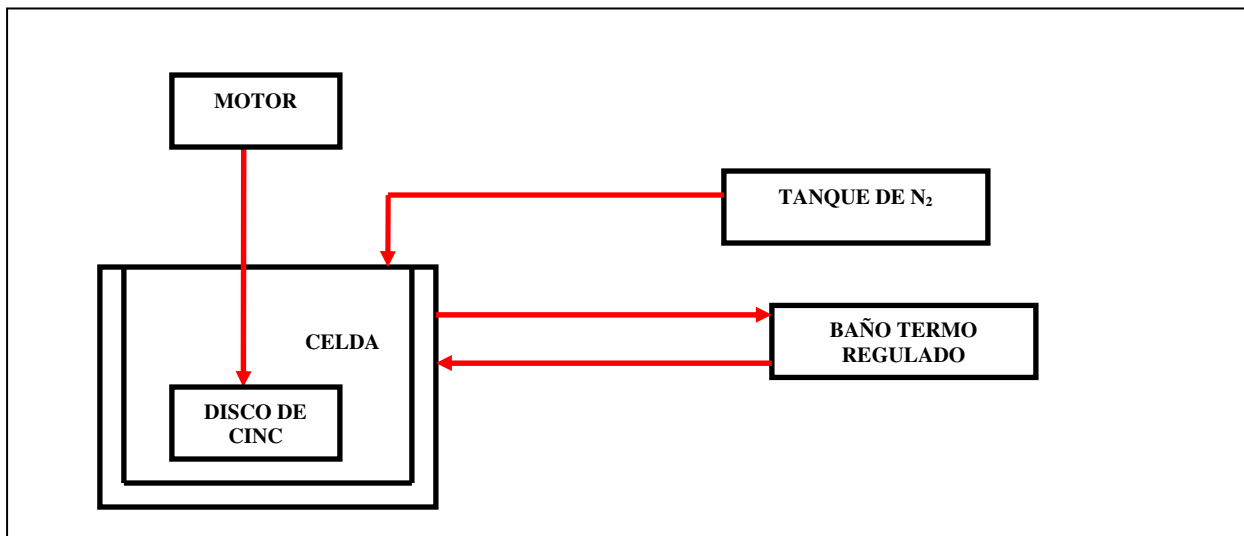 MOTOR
TANQUE DE N₂
BAÑO TERMO
REGULADO
CELDA
DISCO DE
CINC